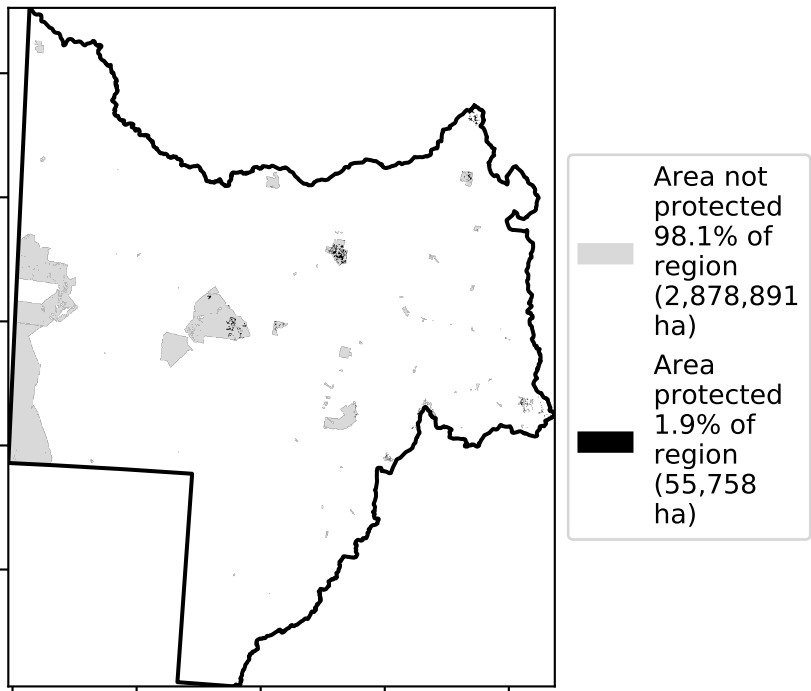 Area not
protected
98.1% of
region
(2,878,891
ha)
Area
protected
1.9% of
region
(55,758
ha)